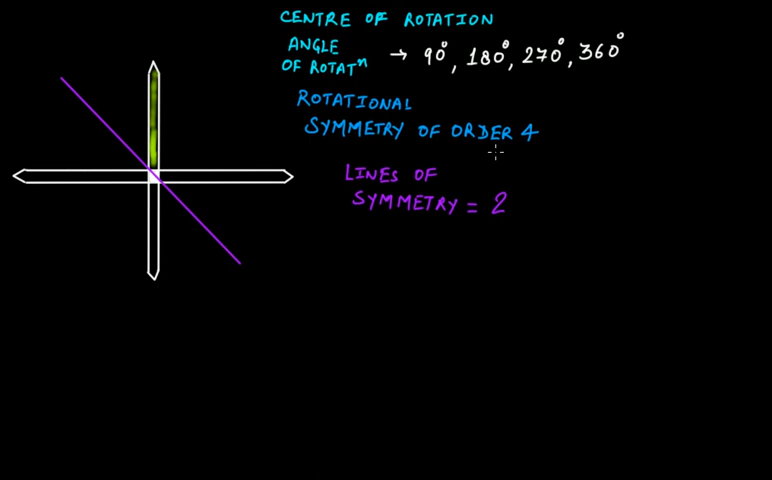 CENTRE OF ROTATION
ANGLE
OF ROTATⁿ → 90°, 180°, 270°, 360°
ROTATIONAL
SYMMETRY OF ORDER 4
LINES OF
SYMMETRY = 2